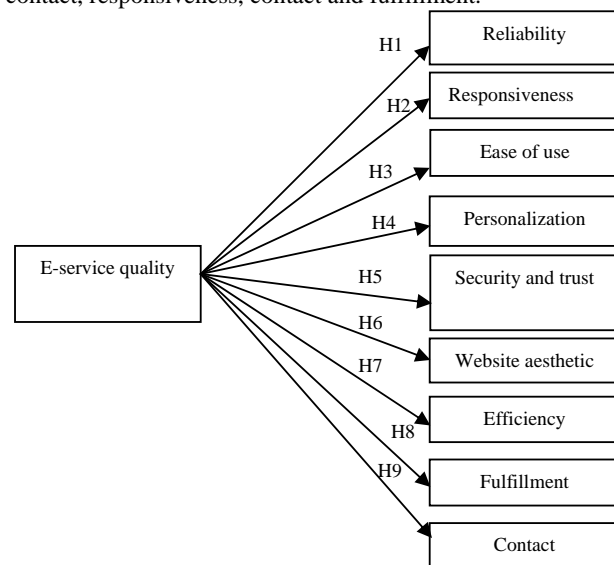 contact, responsiveness, contact and fulfillment.
H1
Reliability
H2
Responsiveness
H3
Ease of use
H4
Personalization
E-service quality
H5
Security and trust
H6
Website aesthetic
H7
Efficiency
H8
Fulfillment
H9
Contact